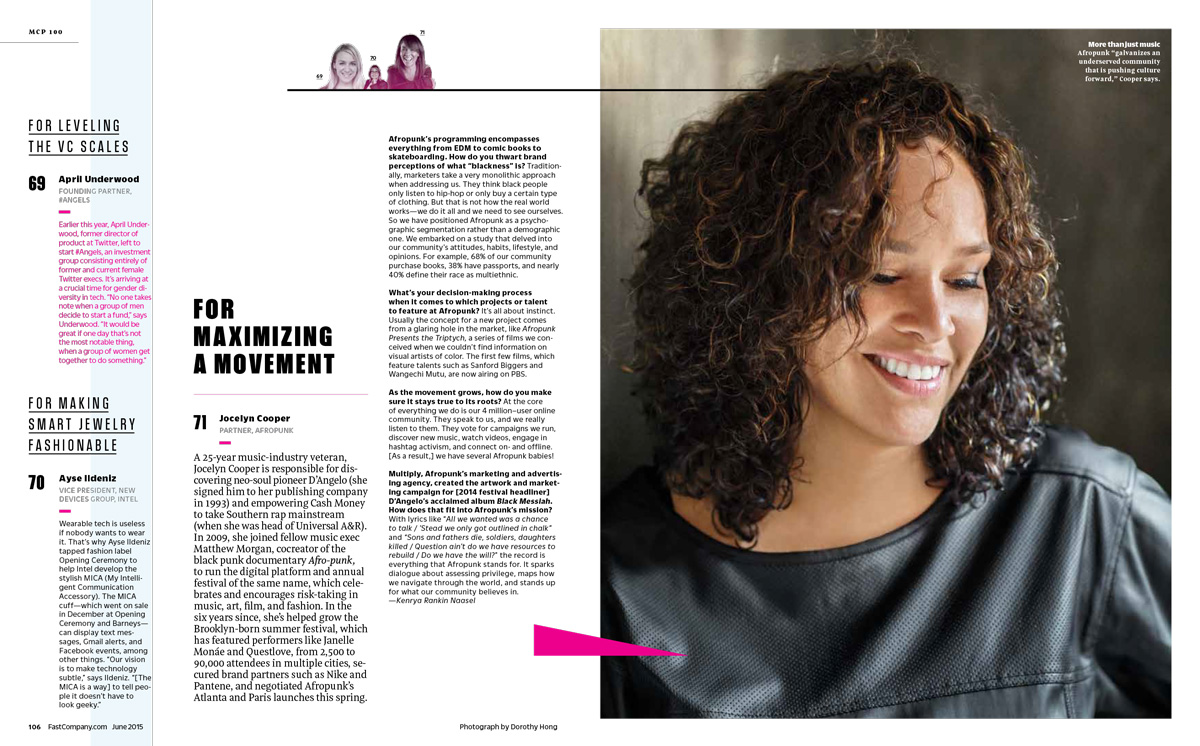 MCP 100
FOR LEVELING
THE VC SCALES
69
April Underwood
FOUNDING PARTNER,
#ANGELS
Earlier this year, April Under-
wood, former director of
product at Twitter, left to
start #Angels, an investment
group consisting entirely of
former and current female
Twitter execs. It's arriving at
a crucial time for gender di-
versity in tech. "No one takes
note when a group of men
decide to start a fund," says
Underwood. "It would be
great if one day that's not
the most notable thing,
when a group of women get
together to do something."
FOR MAKING
SMART JEWELRY
FASHIONABLE
70
Ayse Ildeniz
VICE PRESIDENT, NEW
DEVICES GROUP, INTEL
Wearable tech is useless
if nobody wants to wear
it. That's why Ayse Ildeniz
tapped fashion label
Opening Ceremony to
help Intel develop the
stylish MICA (My Intelli-
gent Communication
Accessory). The MICA
cuff—which went on sale
in December at Opening
Ceremony and Barneys—
can display text mes-
sages, Gmail alerts, and
Facebook events, among
other things. "Our vision
is to make technology
subtle," says Ildeniz. "[The
MICA is a way] to tell peo-
ple it doesn't have to
look geeky."
106 FastCompany.com June 2015
69
70
71
FOR
MAXIMIZING
A MOVEMENT
71
Jocelyn Cooper
PARTNER, AFROPUNK
A 25-year music-industry veteran,
Jocelyn Cooper is responsible for dis-
covering neo-soul pioneer D'Angelo (she
signed him to her publishing company
in 1993) and empowering Cash Money
to take Southern rap mainstream
(when she was head of Universal A&R).
In 2009, she joined fellow music exec
Matthew Morgan, cocreator of the
black punk documentary Afro-punk,
to run the digital platform and annual
festival of the same name, which cele-
brates and encourages risk-taking in
music, art, film, and fashion. In the
six years since, she's helped grow the
Brooklyn-born summer festival, which
has featured performers like Janelle
Monáe and Questlove, from 2,500 to
90,000 attendees in multiple cities, se-
cured brand partners such as Nike and
Pantene, and negotiated Afropunk's
Atlanta and Paris launches this spring.
Afropunk's programming encompasses
everything from EDM to comic books to
skateboarding. How do you thwart brand
perceptions of what "blackness" is? Tradition-
ally, marketers take a very monolithic approach
when addressing us. They think black people
only listen to hip-hop or only buy a certain type
of clothing. But that is not how the real world
works—we do it all and we need to see ourselves.
So we have positioned Afropunk as a psycho-
graphic segmentation rather than a demographic
one. We embarked on a study that delved into
our community's attitudes, habits, lifestyle, and
opinions. For example, 68% of our community
purchase books, 38% have passports, and nearly
40% define their race as multiethnic.
What's your decision-making process
when it comes to which projects or talent
to feature at Afropunk? It's all about instinct.
Usually the concept for a new project comes
from a glaring hole in the market, like Afropunk
Presents the Triptych, a series of films we con-
ceived when we couldn't find information on
visual artists of color. The first few films, which
feature talents such as Sanford Biggers and
Wangechi Mutu, are now airing on PBS.
As the movement grows, how do you make
sure it stays true to its roots? At the core
of everything we do is our 4 million-user online
community. They speak to us, and we really
listen to them. They vote for campaigns we run,
discover new music, watch videos, engage in
hashtag activism, and connect on- and offline.
[As a result,] we have several Afropunk babies!
Multiply, Afropunk's marketing and advertis-
ing agency, created the artwork and market-
ing campaign for [2014 festival headliner]
D'Angelo's acclaimed album Black Messiah.
How does that fit into Afropunk's mission?
With lyrics like "All we wanted was a chance
to talk / 'Stead we only got outlined in chalk"
and "Sons and fathers die, soldiers, daughters
killed / Question ain't do we have resources to
rebuild / Do we have the will?" the record is
everything that Afropunk stands for. It sparks
dialogue about assessing privilege, maps how
we navigate through the world, and stands up
for what our community believes in.
—Kenrya Rankin Naasel
Photograph by Dorothy Hong
More than just music
Afropunk "galvanizes an
underserved community
that is pushing culture
forward," Cooper says.